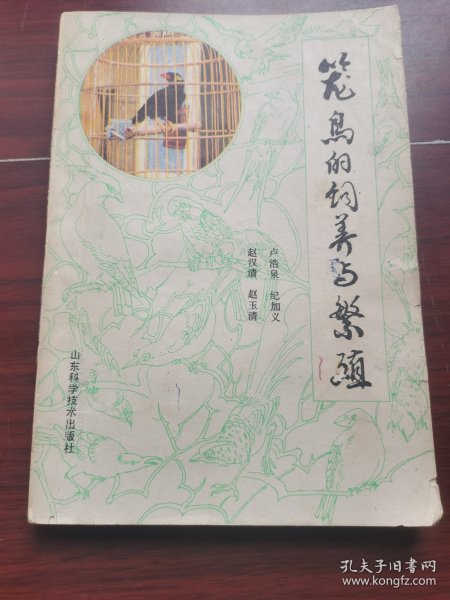 笼鸟的饲养与繁殖
卢浩泉 纪加义
赵汉清 赵玉清
山东科学技术出版社
孔夫子旧书网
www.kongfz.com